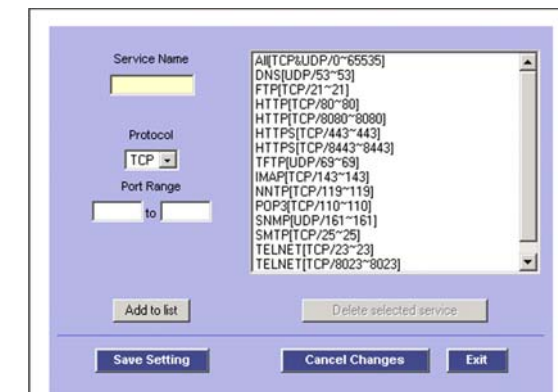 Service Name
Protocol
TCP
Port Range
to
Add to list
All[TCP&UDP/0~65535]
DNS[UDP/53~53]
FTP[TCP/21~21]
HTTP[TCP/80~80]
HTTP[TCP/8080~8080]
HTTPS[TCP/443~443]
HTTPS[TCP/8443~8443]
TFTP[UDP/69~69]
IMAP[TCP/143~143]
NNTP[TCP/119~119]
POP3[TCP/110~110]
SNMP[UDP/161~161]
SMTP[TCP/25~25]
TELNET[TCP/23~23]
TELNET[TCP/8023~8023]
Delete selected service
Save Setting
Cancel Changes
Exit